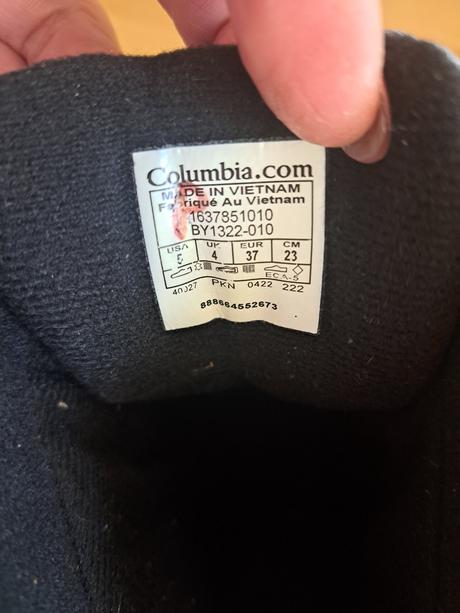 Columbia.com
MADE IN VIETNAM
Fabriqué Au Vietnam
1637851010
BY1322-010
USA UK EUR CM
5 4 37 23
40027 PKN 0422 222
888664552673